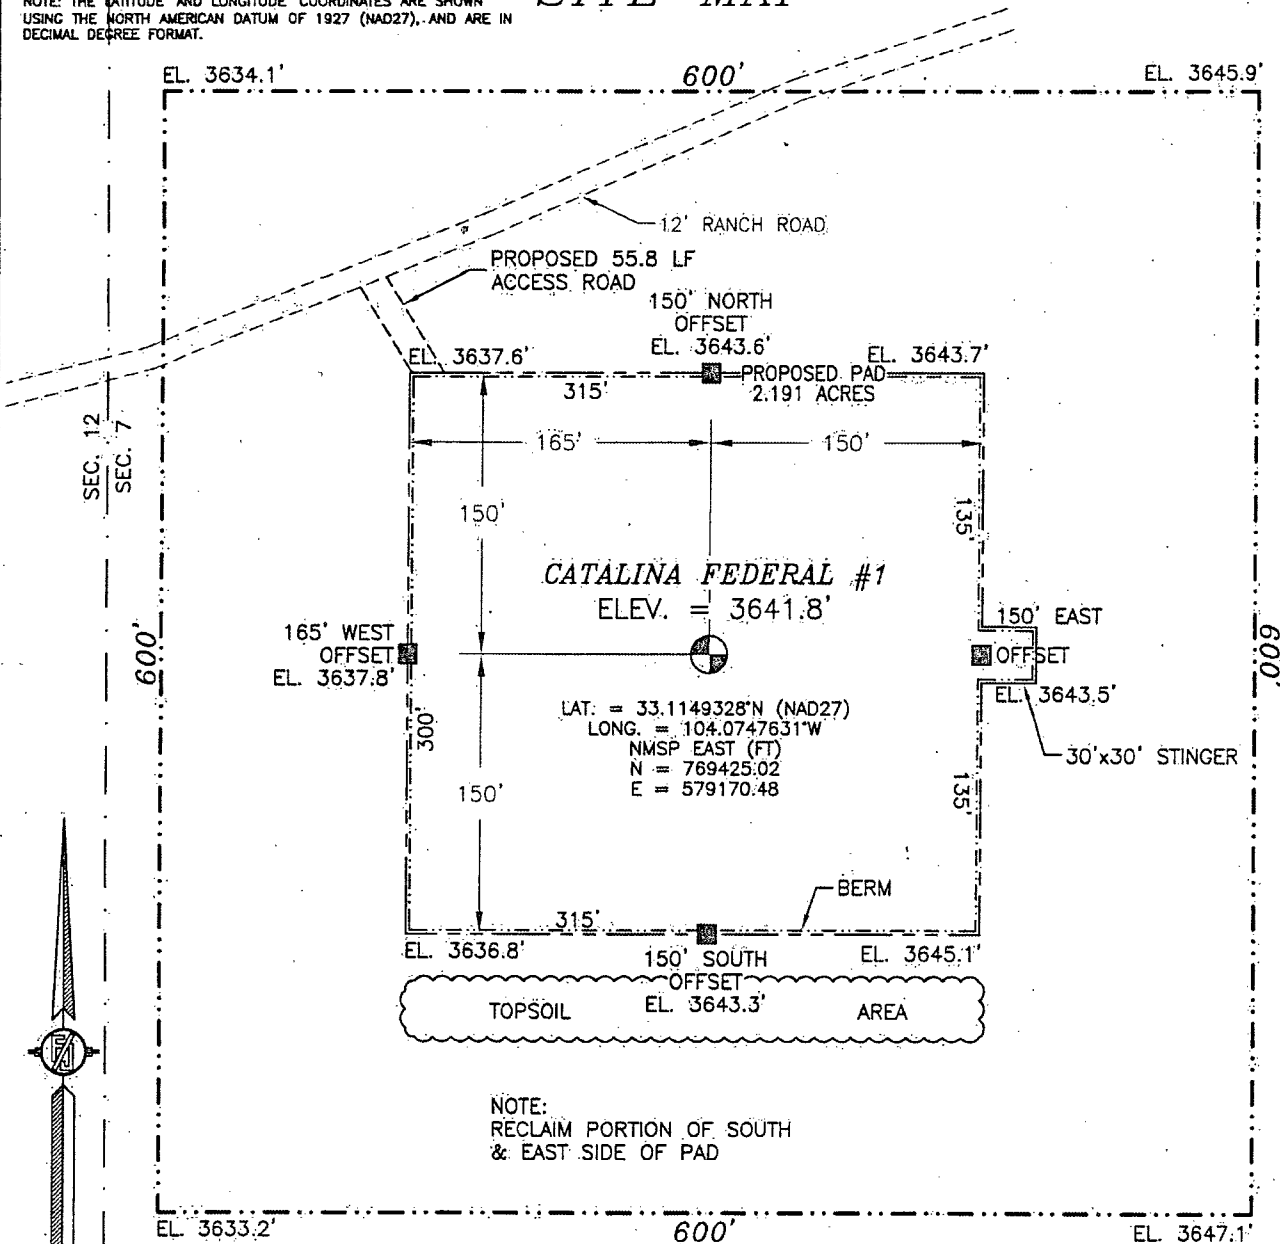 NOTE: THE LATITUDE AND LONGITUDE COORDINATES ARE SHOWN
USING THE NORTH AMERICAN DATUM OF 1927 (NAD27), AND ARE IN
DECIMAL DEGREE FORMAT.
SITE MAP
EL. 3634.1'
600'
EL. 3645.9'
12' RANCH ROAD
PROPOSED 55.8 LF
ACCESS ROAD
150' NORTH
OFFSET
EL. 3643.6'
EL. 3637.6'
EL. 3643.7'
315'
PROPOSED PAD
2.191 ACRES
165'
150'
SEC. 12
SEC. 7
150'
135'
CATALINA FEDERAL #1
ELEV. = 3641.8'
165' WEST
OFFSET
EL. 3637.8'
150' EAST
OFFSET
EL. 3643.5'
600'
600'
LAT. = 33.1149328°N (NAD27)
LONG. = 104.0747631°W
NMSP EAST (FT)
N = 769425.02
E = 579170.48
300'
30'x30' STINGER
150'
135'
BERM
315'
EL. 3636.8'
EL. 3645.1'
150' SOUTH
OFFSET
EL. 3643.3'
TOPSOIL AREA
NOTE:
RECLAIM PORTION OF SOUTH
& EAST SIDE OF PAD
EL. 3633.2'
600'
EL. 3647.1'